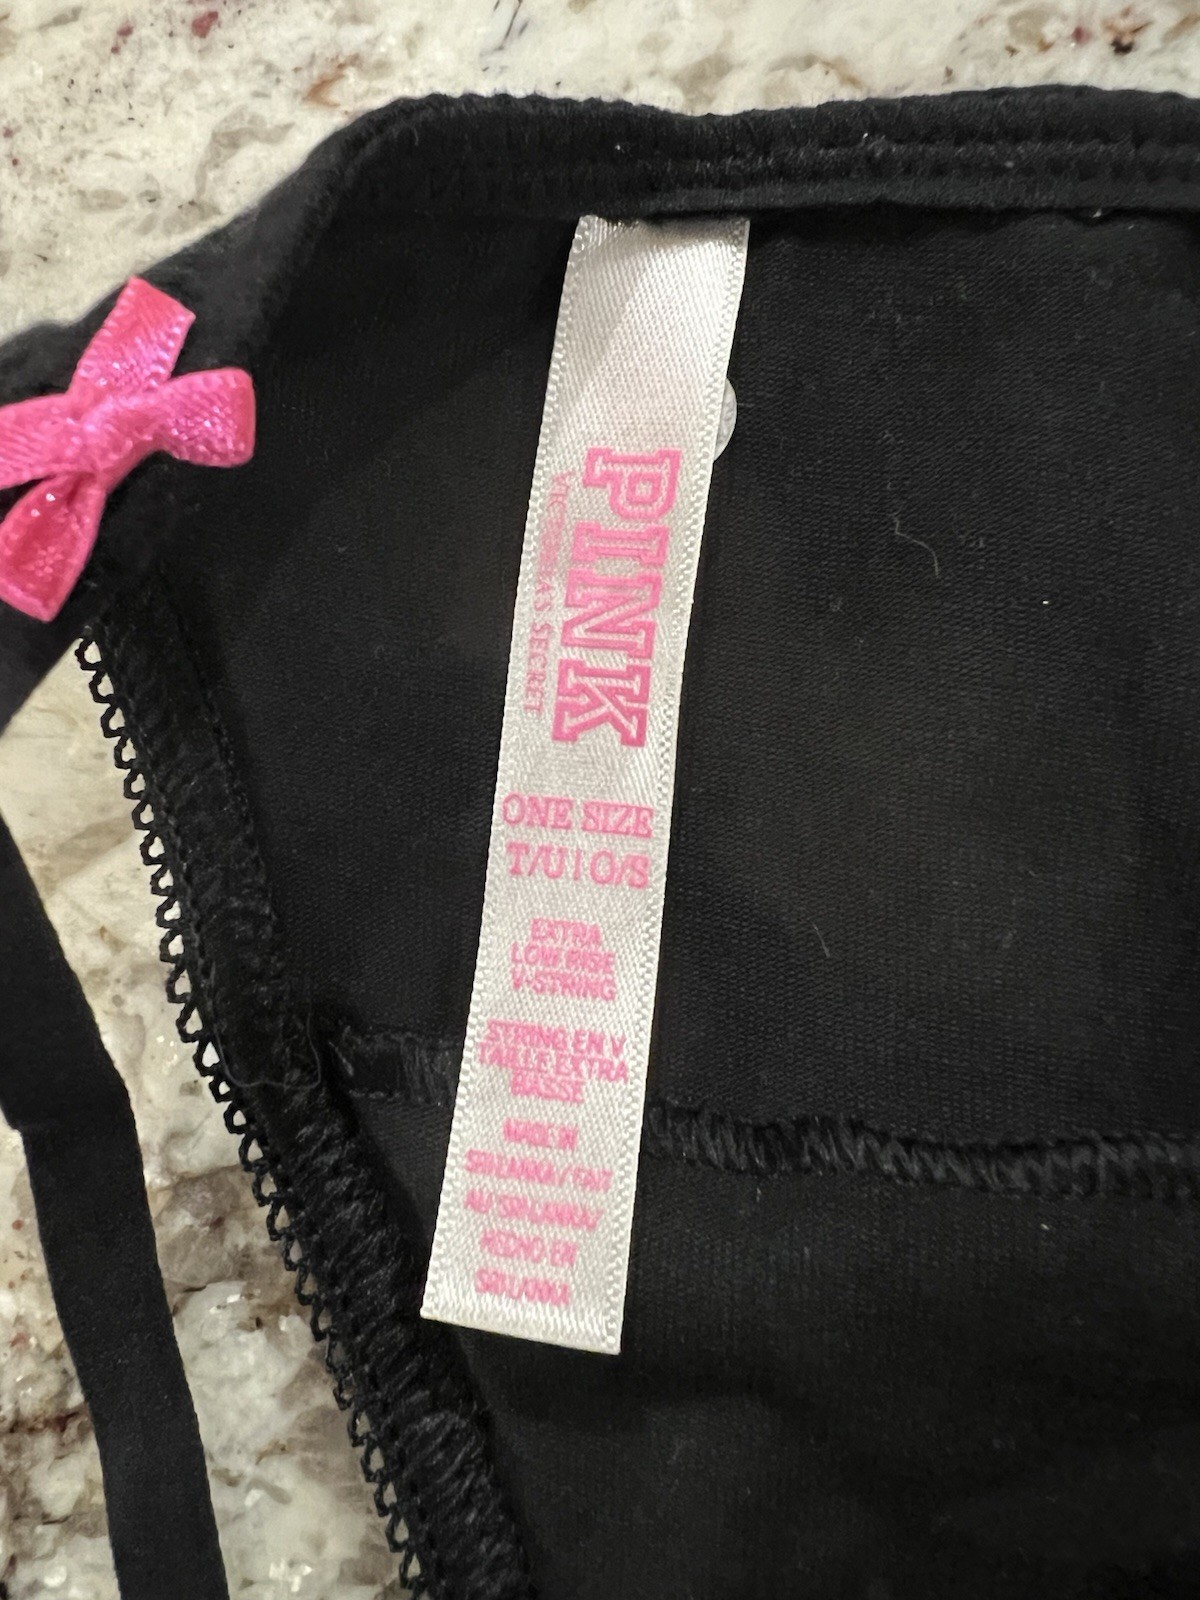 PINK
VICTORIA'S SECRET
ONE SIZE
T/U | O/S
EXTRA
LOW RISE
V-STRING
STRING EN V
TAILLE EXTRA
BASSE
MADE IN
SRI LANKA / FAIT
AU SRI LANKA/
HECHO EN
SRI LANKA